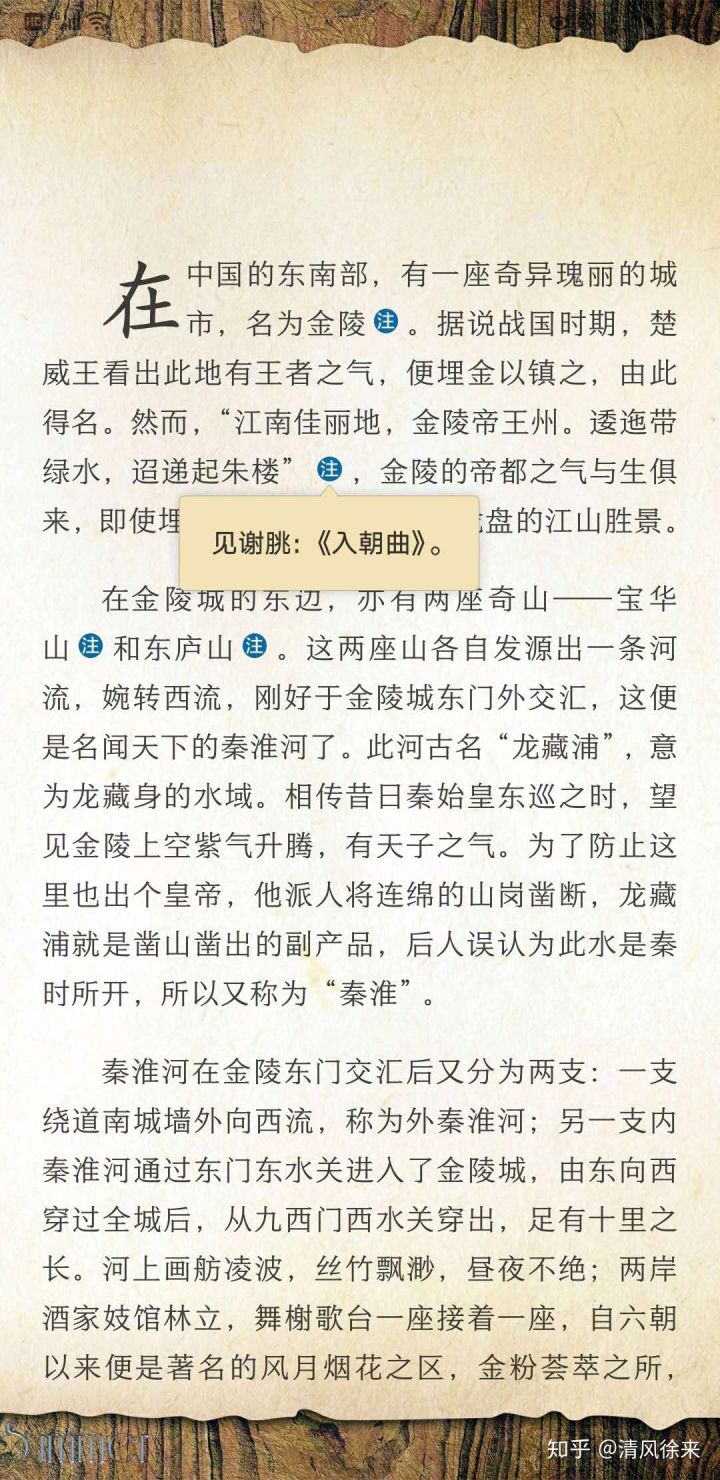 在中国的东南部，有一座奇异瑰丽的城
市，名为金陵注。据说战国时期，楚
威王看出此地有王者之气，便埋金以镇之，由此
得名。然而，“江南佳丽地，金陵帝王州。逶迤带
绿水，迢递起朱楼”注，金陵的帝都之气与生俱
来，即使埋
盘的江山胜景。
见谢朓：《入朝曲》。
在金陵城的东边，亦有两座奇山——宝华
山注和东庐山注。这两座山各自发源出一条河
流，婉转西流，刚好于金陵城东门外交汇，这便
是名闻天下的秦淮河了。此河古名“龙藏浦”，意
为龙藏身的水域。相传昔日秦始皇东巡之时，望
见金陵上空紫气升腾，有天子之气。为了防止这
里也出个皇帝，他派人将连绵的山岗凿断，龙藏
浦就是凿山凿出的副产品，后人误认为此水是秦
时所开，所以又称为“秦淮”。
秦淮河在金陵东门交汇后又分为两支：一支
绕道南城墙外向西流，称为外秦淮河；另一支内
秦淮河通过东门东水关进入了金陵城，由东向西
穿过全城后，从九西门西水关穿出，足有十里之
长。河上画舫凌波，丝竹飘渺，昼夜不绝；两岸
酒家妓馆林立，舞榭歌台一座接着一座，自六朝
以来便是著名的风月烟花之区，金粉荟萃之所，
知乎 @清风徐来